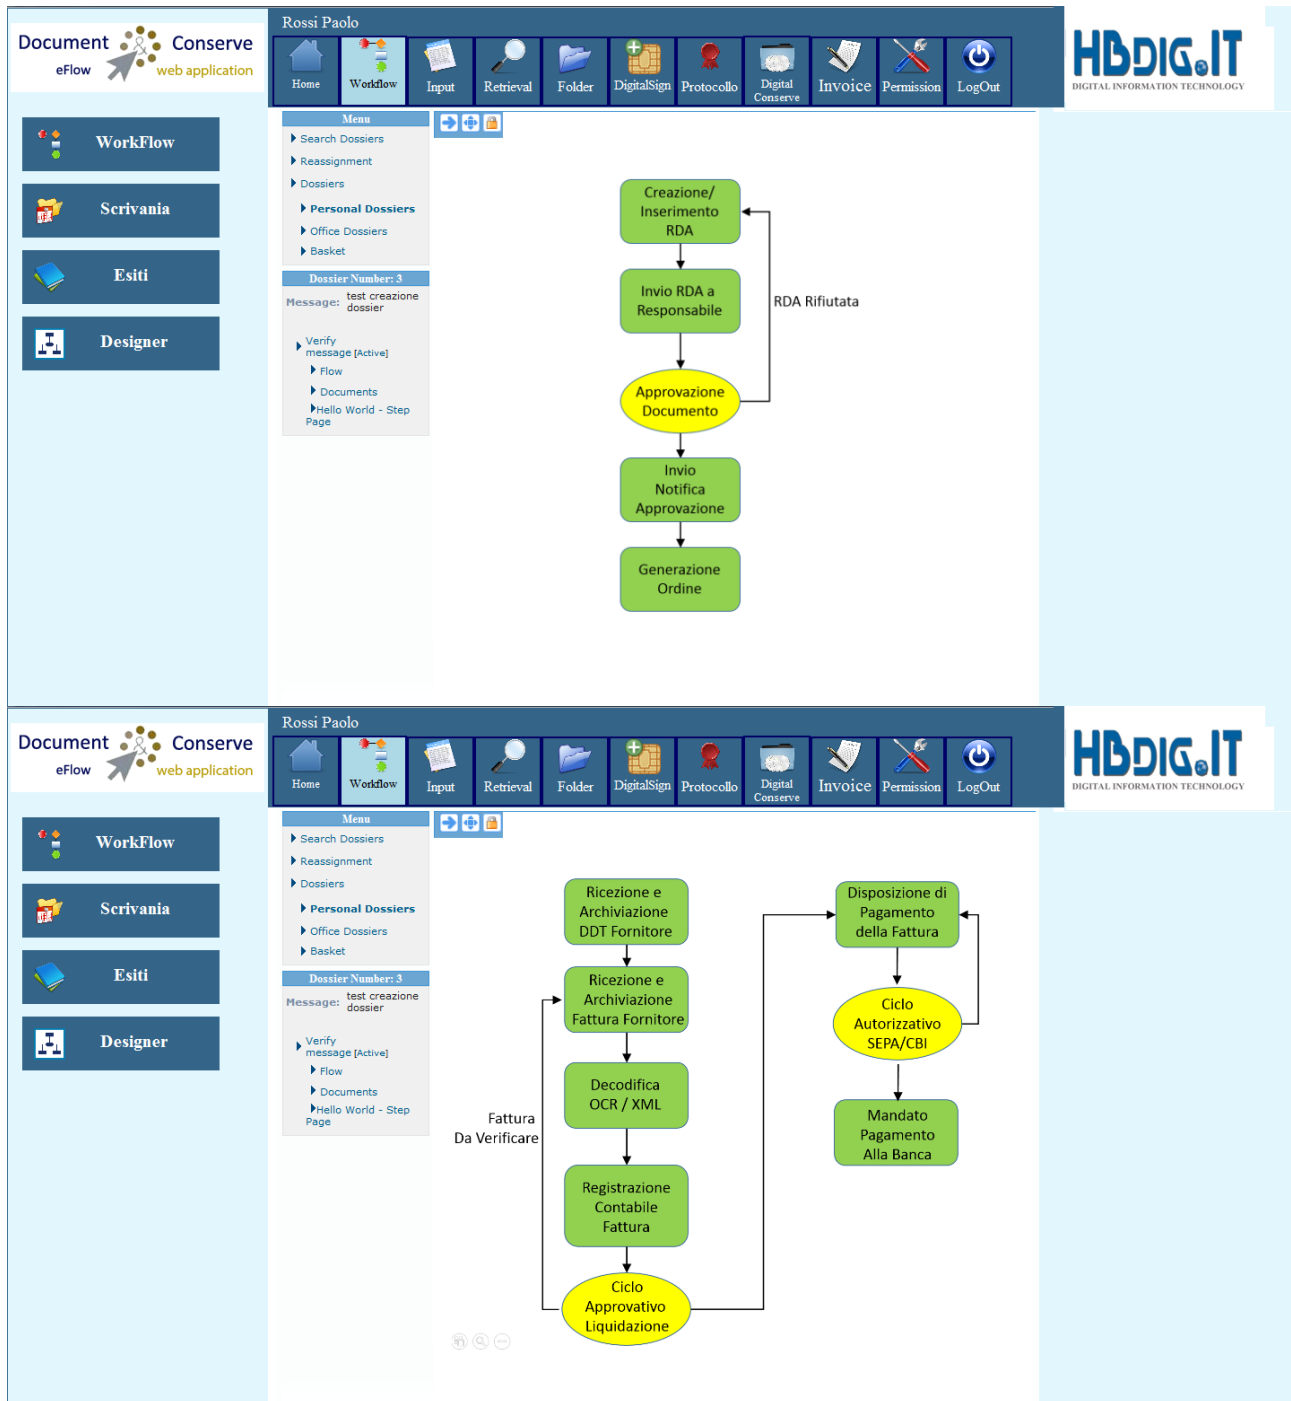 Document & Conserve
eFlow web application
Rossi Paolo
Home
Workflow
Input
Retrieval
Folder
DigitalSign
Protocollo
Digital
Conserve
Invoice
Permission
LogOut
HBDIG.IT
DIGITAL INFORMATION TECHNOLOGY
WorkFlow
Scrivania
Esiti
Designer
Menu
Search Dossiers
Reassignment
Dossiers
Personal Dossiers
Office Dossiers
Basket
Dossier Number: 3
Message: test creazione
dossier
Verify
message [Active]
Flow
Documents
Hello World - Step
Page
Creazione/
Inserimento
RDA
Invio RDA a
Responsabile
RDA Rifiutata
Approvazione
Documento
Invio
Notifica
Approvazione
Generazione
Ordine
Document & Conserve
eFlow web application
Rossi Paolo
Home
Workflow
Input
Retrieval
Folder
DigitalSign
Protocollo
Digital
Conserve
Invoice
Permission
LogOut
HBDIG.IT
DIGITAL INFORMATION TECHNOLOGY
WorkFlow
Scrivania
Esiti
Designer
Menu
Search Dossiers
Reassignment
Dossiers
Personal Dossiers
Office Dossiers
Basket
Dossier Number: 3
Message: test creazione
dossier
Verify
message [Active]
Flow
Documents
Hello World - Step
Page
Ricezione e
Archiviazione
DDT Fornitore
Ricezione e
Archiviazione
Fattura Fornitore
Decodifica
OCR / XML
Fattura
Da Verificare
Registrazione
Contabile
Fattura
Ciclo
Approvativo
Liquidazione
Disposizione di
Pagamento
della Fattura
Ciclo
Autorizzativo
SEPA/CBI
Mandato
Pagamento
Alla Banca